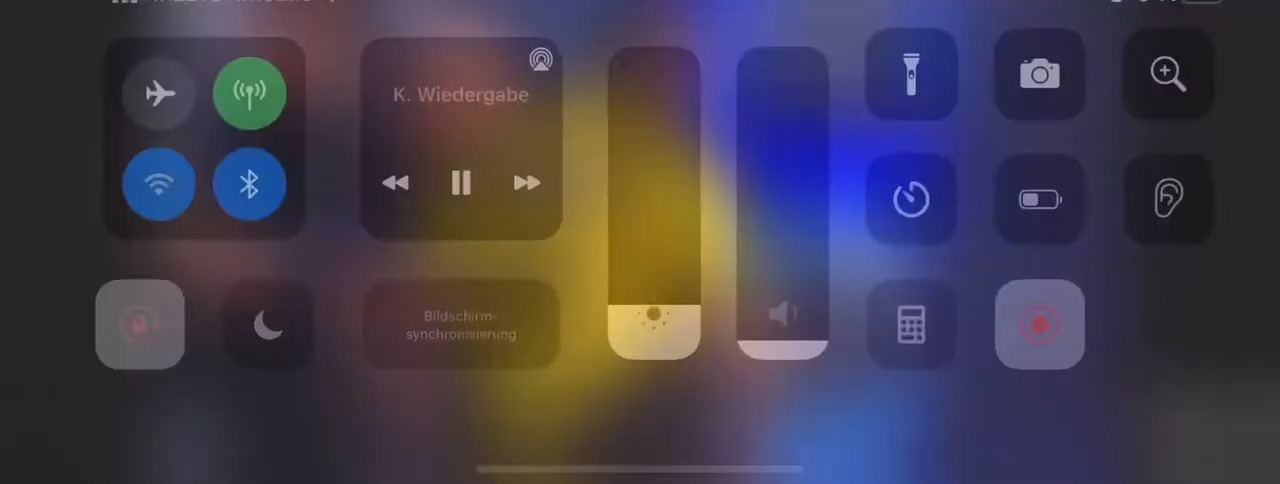 K. Wiedergabe
Bildschirm-
synchronisierung